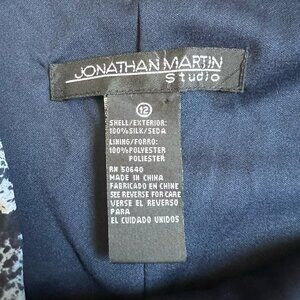 JONATHAN MARTIN
Studio
12
SHELL/EXTERIOR:
100%SILK/SEDA
LINING/FORRO:
100%POLYESTER
POLIESTER
RN 50640
MADE IN CHINA
FABRICADO EN CHINE
SEE REVERSE FOR CARE
VERSE EL REVERSO
PARA
EL CUIDADO UNIDOS